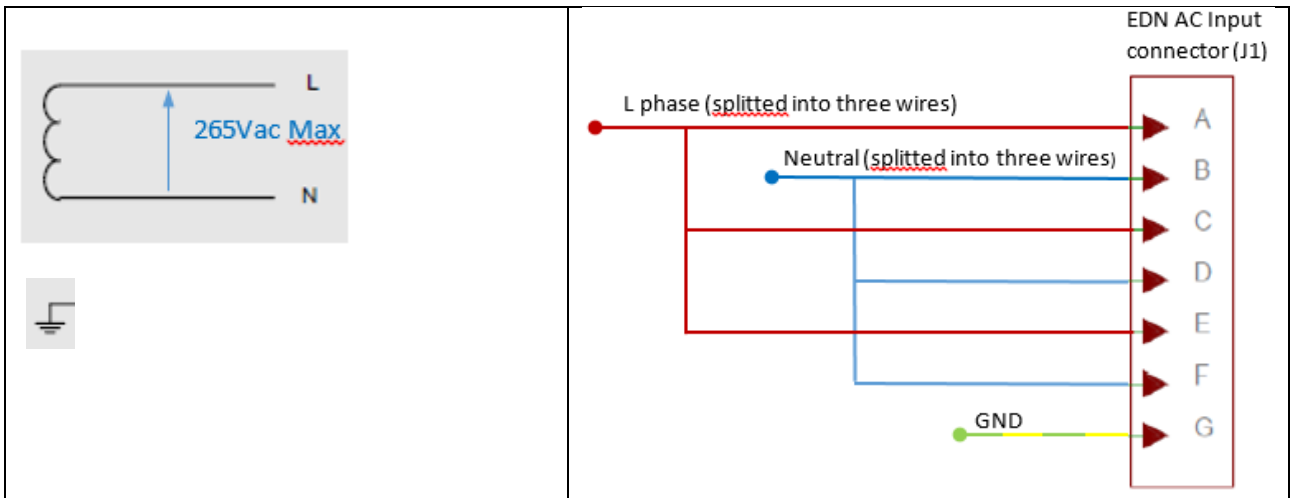 L
265Vac Max
N
EDN AC Input
connector (J1)
L phase (splitted into three wires)
Neutral (splitted into three wires)
GND
A
B
C
D
E
F
G